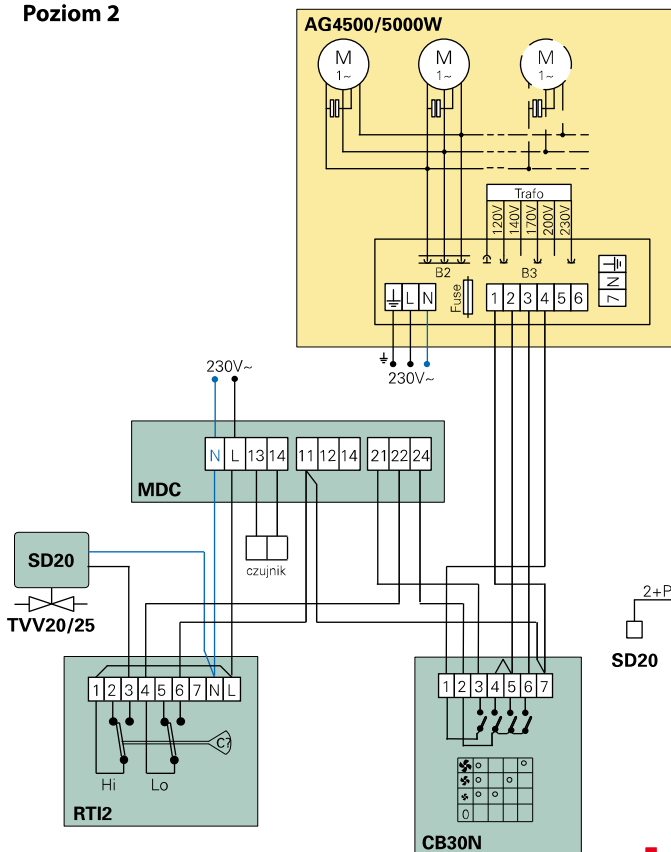 Poziom 2
AG4500/5000W
M
1~
M
1~
M
1~
Trafo
120V
140V
170V
200V
230V
B2
B3
Fuse
L N
1 2 3 4 5 6
7 N
230V~
230V~
N L 13 14
11 12 14
21 22 24
MDC
czujnik
SD20
TVV20/25
2+P
SD20
1 2 3 4 5 6 7 N L
C?
Hi
Lo
RTI2
1 2 3 4 5 6 7
0
CB30N